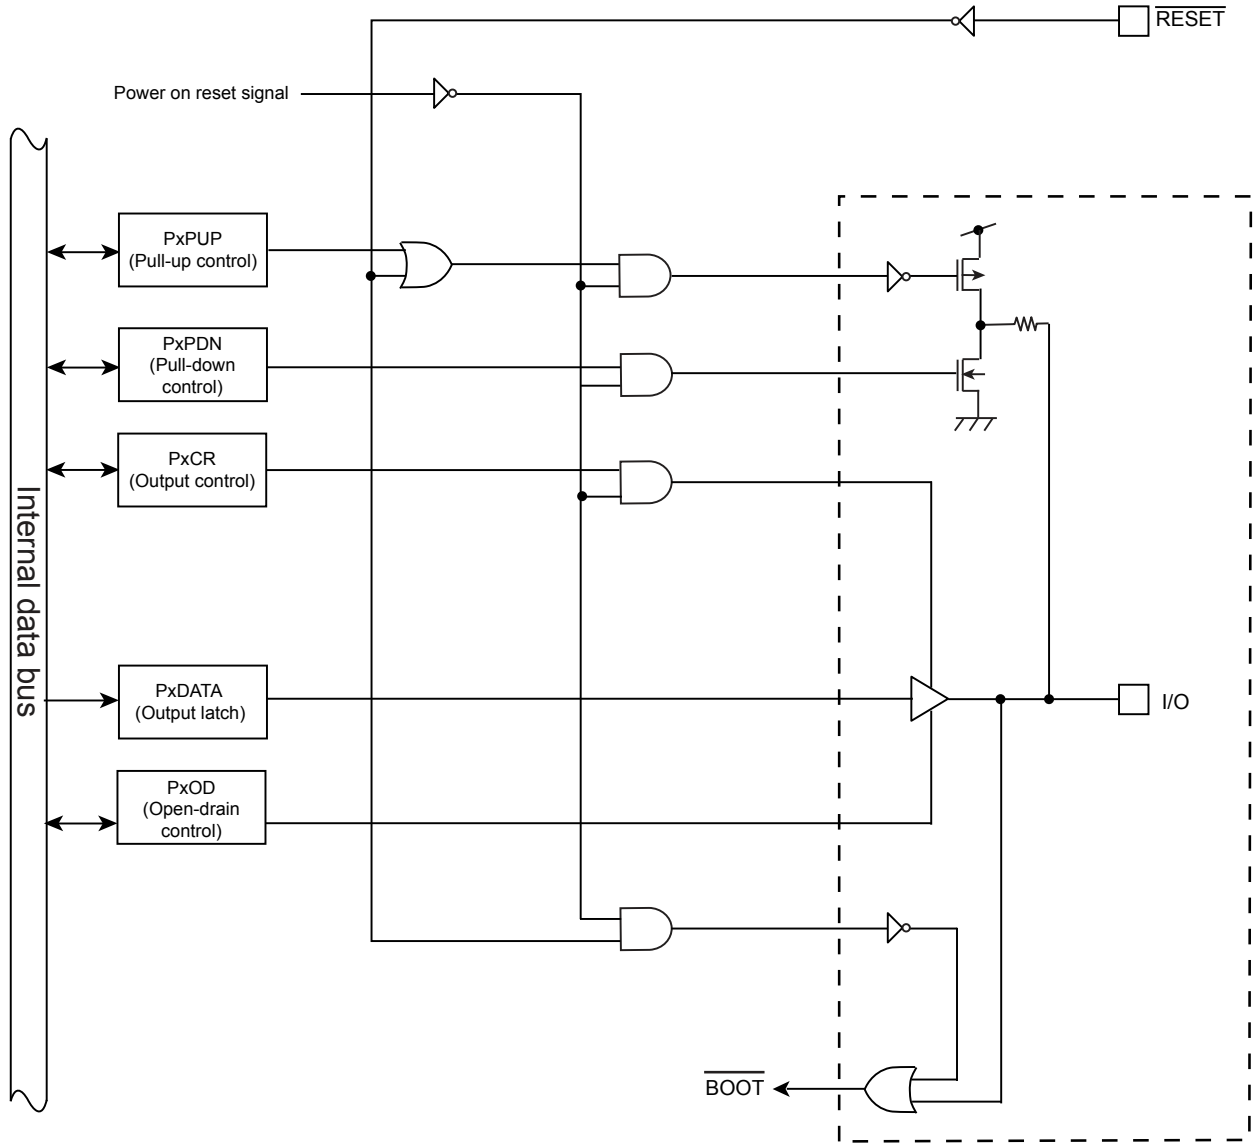 RESET
Power on reset signal
PxPUP
(Pull-up control)
PxPDN
(Pull-down
control)
PxCR
(Output control)
Internal data bus
PxDATA
(Output latch)
I/O
PxOD
(Open-drain
control)
BOOT